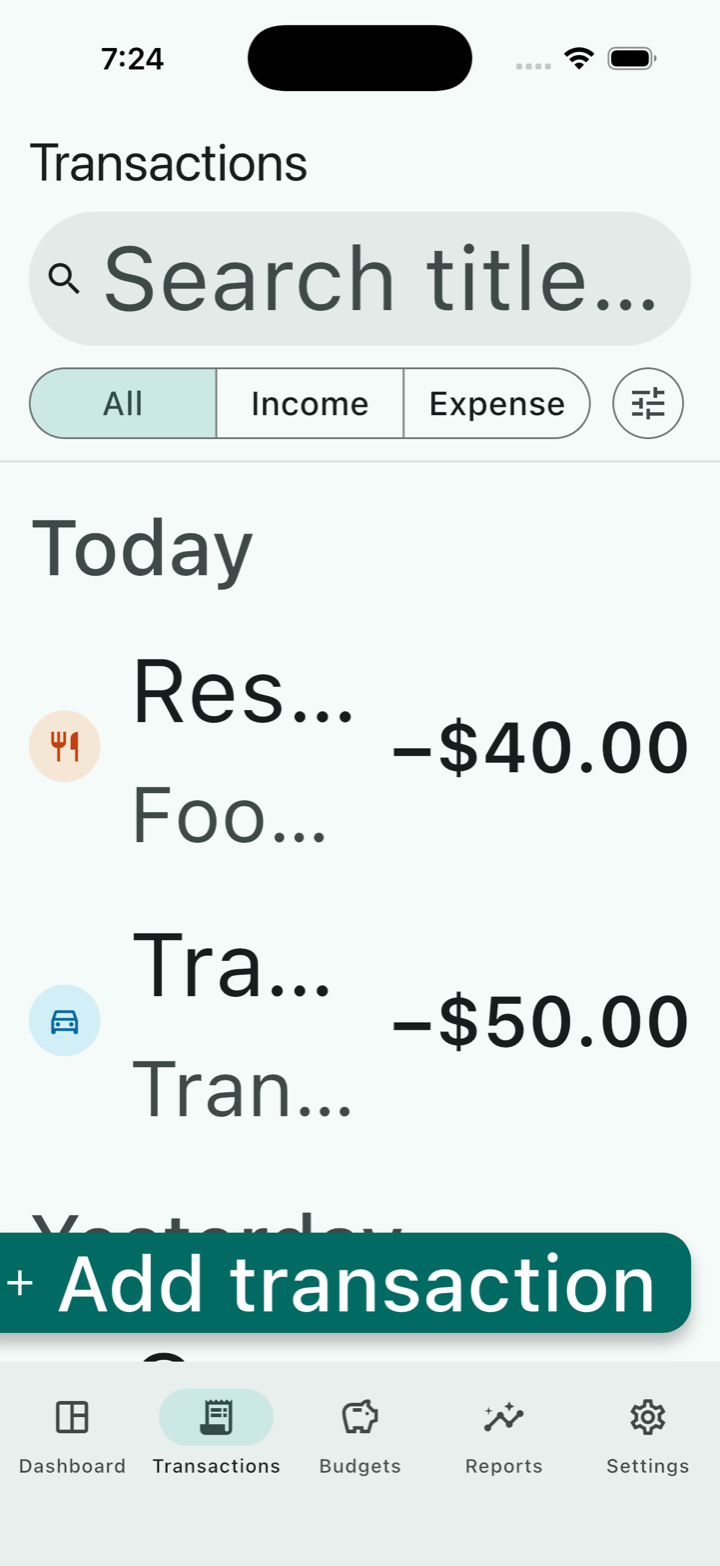 7:24
Transactions
Search title...
All Income Expense
Today
Res...
–$40.00
Foo...
Tra...
–$50.00
Tran...
Yesterday
+ Add transaction
Dashboard Transactions Budgets Reports Settings